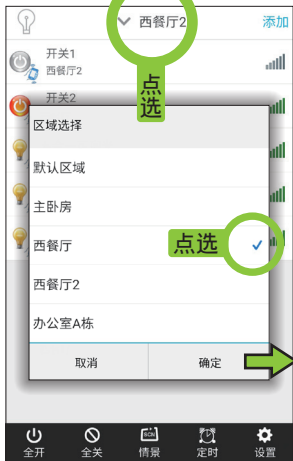 西餐厅2
添加
开关1
西餐厅2
点选
开关2
区域选择
默认区域
主卧房
西餐厅
点选
西餐厅2
办公室A栋
取消
确定
SCN
全开
全关
情景
定时
设置